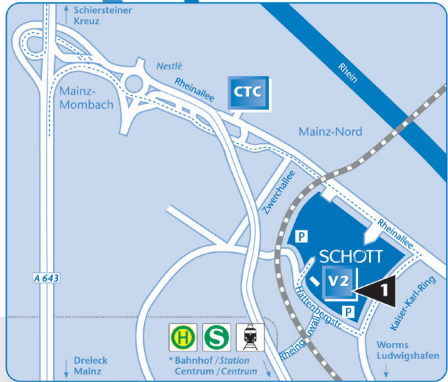 Schiersteiner
Kreuz
Nestlé
Rheinallee
CTC
Rhein
Mainz-
Mombach
Mainz-Nord
Zwerchallee
P
Rheinallee
SCHOTT
V2
1
A 643
Hattenbergstr.
P
Kaiser-Karl-Ring
Rheingauwall
H
S
* Bahnhof / Station
Centrum / Centrum
Dreieck
Mainz
Worms
Ludwigshafen